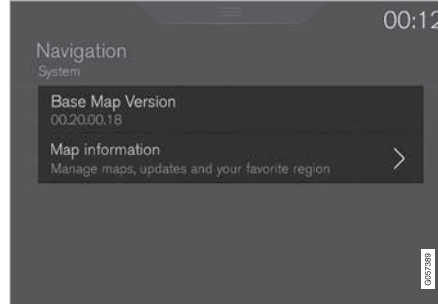 00:12
Navigation
System
Base Map Version
00.20.00.18
Map information
Manage maps, updates and your favorite region
G057389